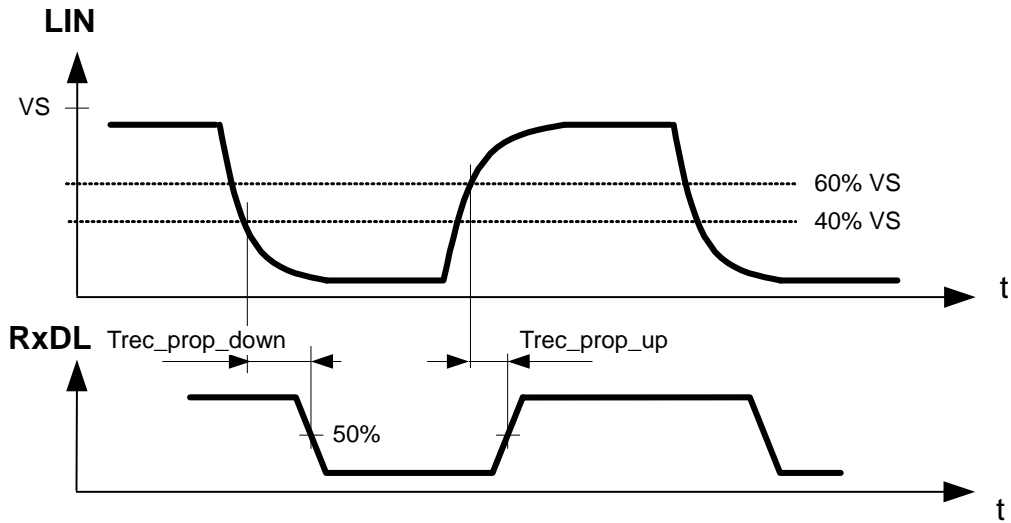 LIN
VS
60% VS
40% VS
t
RxDL
Trec_prop_down
Trec_prop_up
50%
t